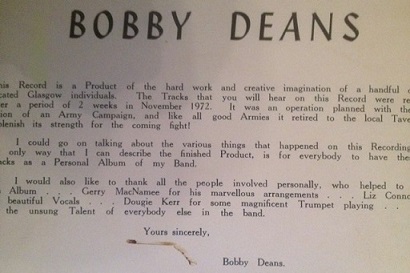 BOBBY DEANS
his Record is a Product of the hard work and creative imagination of a handful
cated Glasgow individuals. The Tracks that you will hear on this Record were re
er a period of 2 weeks in November 1972. It was an operation planned with the
ion of an Army Campaign, and like all good Armies it retired to the local Tave
plenish its strength for the coming fight!
I could go on talking about the various things that happened on this Recording
only way that I can describe the finished Product, is for everybody to have the
acks as a Personal Album of my Band.
I would also like to thank all the people involved personally, who helped to
s Album . . . Gerry MacNamee for his marvellous arrangements . . . Liz Conno
beautiful Vocals . . . Dougie Kerr for some magnificent Trumpet playing . . .
the unsung Talent of everybody else in the band.
Yours sincerely,
Bobby Deans.